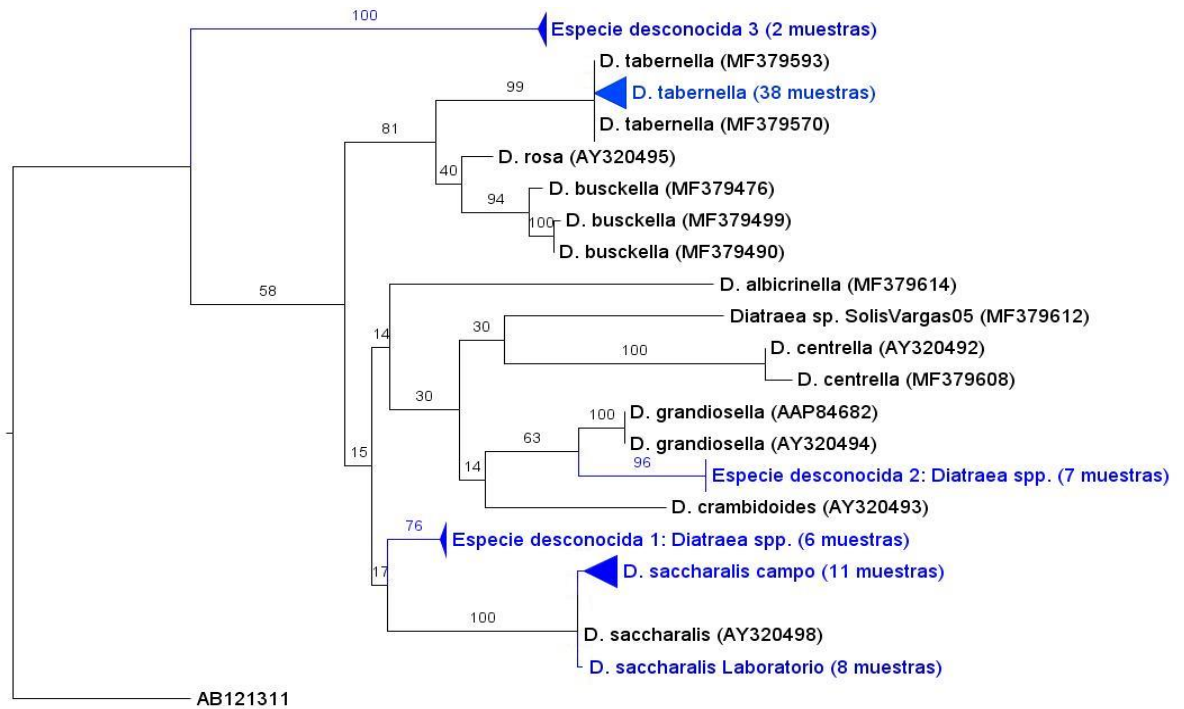 100
Especie desconocida 3 (2 muestras)
D. tabernella (MF379593)
99
D. tabernella (38 muestras)
D. tabernella (MF379570)
81
D. rosa (AY320495)
40
D. busckella (MF379476)
94
D. busckella (MF379499)
100
D. busckella (MF379490)
58
D. albicrinella (MF379614)
14
Diatraea sp. SolisVargas05 (MF379612)
30
D. centrella (AY320492)
100
D. centrella (MF379608)
30
D. grandiosella (AAP84682)
100
D. grandiosella (AY320494)
63
15
96
14
Especie desconocida 2: Diatraea spp. (7 muestras)
D. crambidoides (AY320493)
76
Especie desconocida 1: Diatraea spp. (6 muestras)
17
D. saccharalis campo (11 muestras)
100
D. saccharalis (AY320498)
D. saccharalis Laboratorio (8 muestras)
AB121311